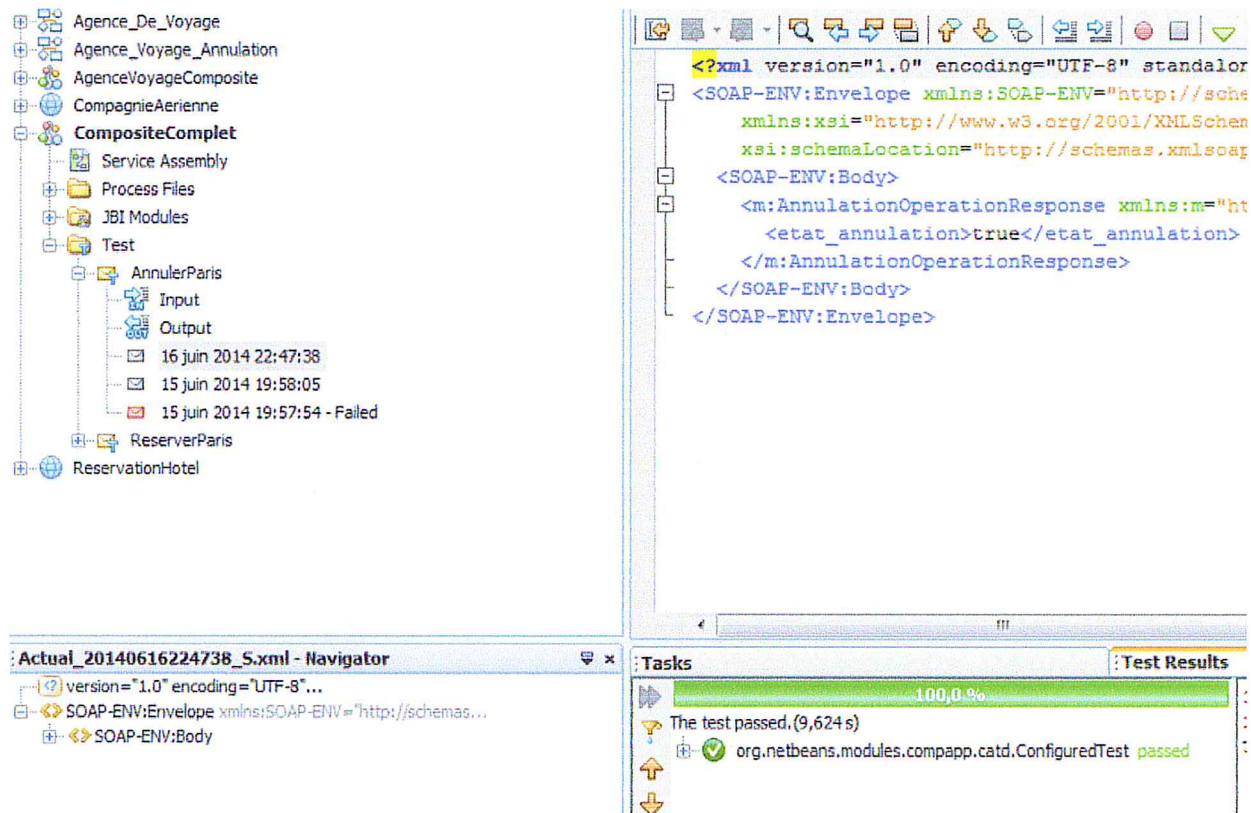 Agence_De_Voyage
Agence_Voyage_Annulation
AgenceVoyageComposite
CompagnieAerienne
CompositeComplet
Service Assembly
Process Files
JBI Modules
Test
AnnulerParis
Input
Output
16 juin 2014 22:47:38
15 juin 2014 19:58:05
15 juin 2014 19:57:54 - Failed
ReserverParis
ReservationHotel
<?xml version="1.0" encoding="UTF-8" standalon
<SOAP-ENV:Envelope xmlns:SOAP-ENV="http://sche
xmlns:xsi="http://www.w3.org/2001/XMLSchem
xsi:schemaLocation="http://schemas.xmlsoap
<SOAP-ENV:Body>
<m:AnnulationOperationResponse xmlns:m="ht
<etat_annulation>true</etat_annulation>
</m:AnnulationOperationResponse>
</SOAP-ENV:Body>
</SOAP-ENV:Envelope>
Actual_20140616224738_S.xml - Navigator
version="1.0" encoding="UTF-8"...
SOAP-ENV:Envelope xmlns:SOAP-ENV="http://schemas...
SOAP-ENV:Body
Tasks
Test Results
100,0 %
The test passed.(9,624 s)
org.netbeans.modules.compapp.catd.ConfiguredTest passed